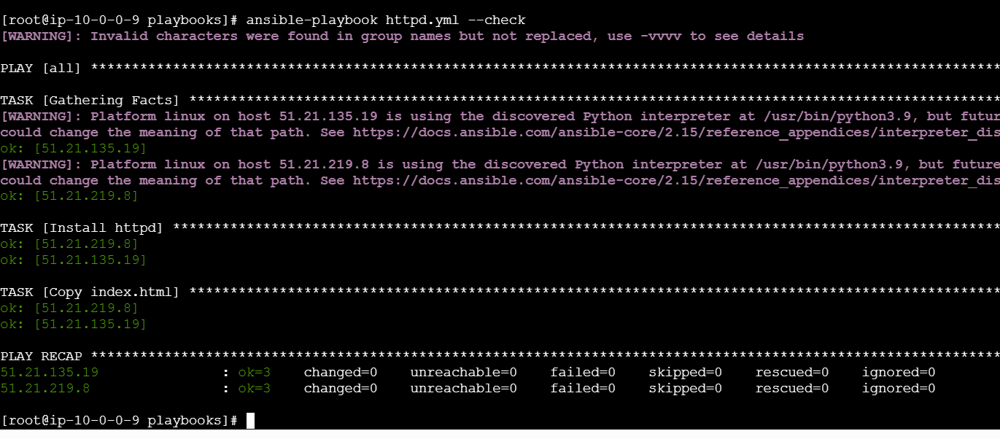 [root@ip-10-0-0-9 playbooks]# ansible-playbook httpd.yml --check
[WARNING]: Invalid characters were found in group names but not replaced, use -vvvv to see details
PLAY [all] ***************************************************************************************************************
TASK [Gathering Facts] ***************************************************************************************************
[WARNING]: Platform linux on host 51.21.135.19 is using the discovered Python interpreter at /usr/bin/python3.9, but futur
could change the meaning of that path. See https://docs.ansible.com/ansible-core/2.15/reference_appendices/interpreter_dis
ok: [51.21.135.19]
[WARNING]: Platform linux on host 51.21.219.8 is using the discovered Python interpreter at /usr/bin/python3.9, but future
could change the meaning of that path. See https://docs.ansible.com/ansible-core/2.15/reference_appendices/interpreter_dis
ok: [51.21.219.8]
TASK [Install httpd] *****************************************************************************************************
ok: [51.21.219.8]
ok: [51.21.135.19]
TASK [Copy index.html] ***************************************************************************************************
ok: [51.21.219.8]
ok: [51.21.135.19]
PLAY RECAP ***************************************************************************************************************
51.21.135.19               : ok=3    changed=0    unreachable=0    failed=0    skipped=0    rescued=0    ignored=0
51.21.219.8                : ok=3    changed=0    unreachable=0    failed=0    skipped=0    rescued=0    ignored=0
[root@ip-10-0-0-9 playbooks]#